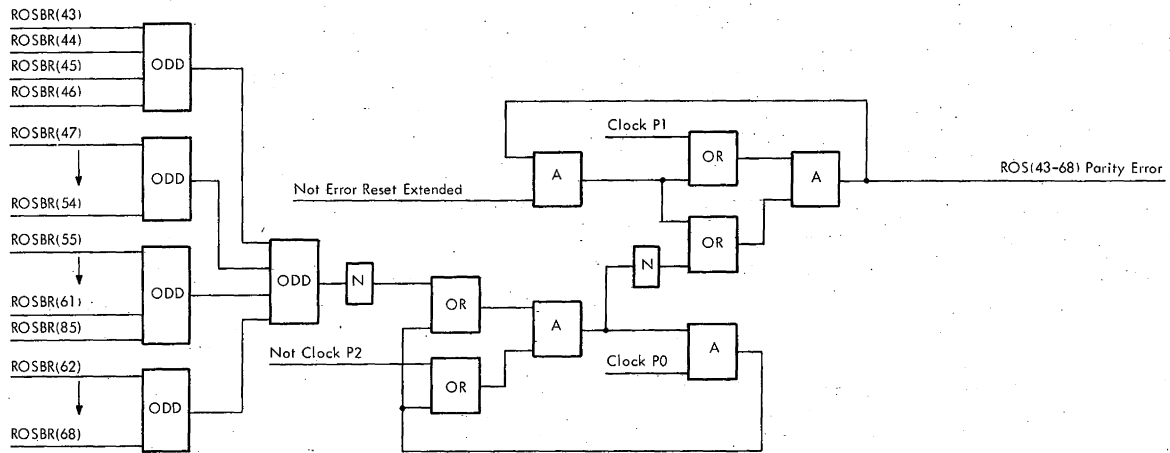 ROSBR(43)
ROSBR(44)
ROSBR(45)
ROSBR(46)
ODD
ROSBR(47)
ROSBR(54)
ODD
ROSBR(55)
ROSBR(61)
ROSBR(85)
ODD
ROSBR(62)
ROSBR(68)
ODD
ODD
N
OR
Not Clock P2
OR
A
Not Error Reset Extended
A
Clock P1
OR
OR
N
A
ROS(43-68) Parity Error
Clock P0
A